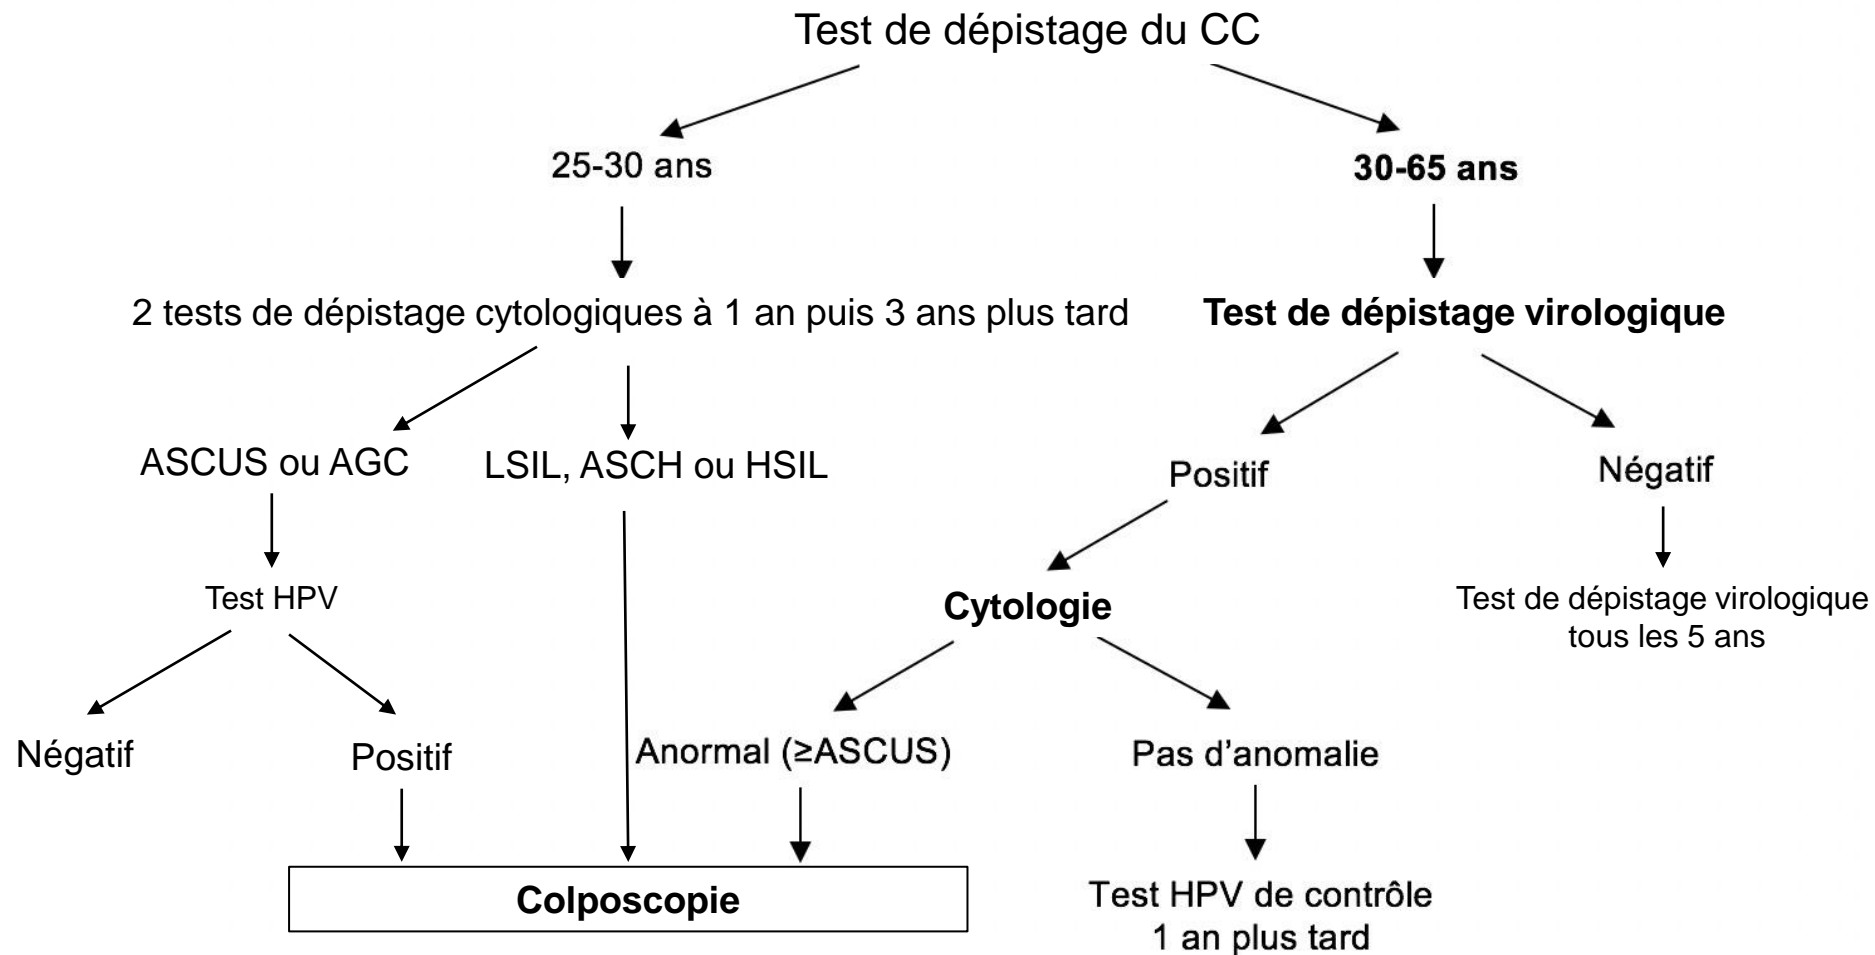 Test de dépistage du CC
25-30 ans
30-65 ans
2 tests de dépistage cytologiques à 1 an puis 3 ans plus tard
Test de dépistage virologique
ASCUS ou AGC
LSIL, ASCH ou HSIL
Positif
Négatif
Test HPV
Cytologie
Test de dépistage virologique
tous les 5 ans
Négatif
Positif
Anormal (≥ASCUS)
Pas d'anomalie
Colposcopie
Test HPV de contrôle
1 an plus tard